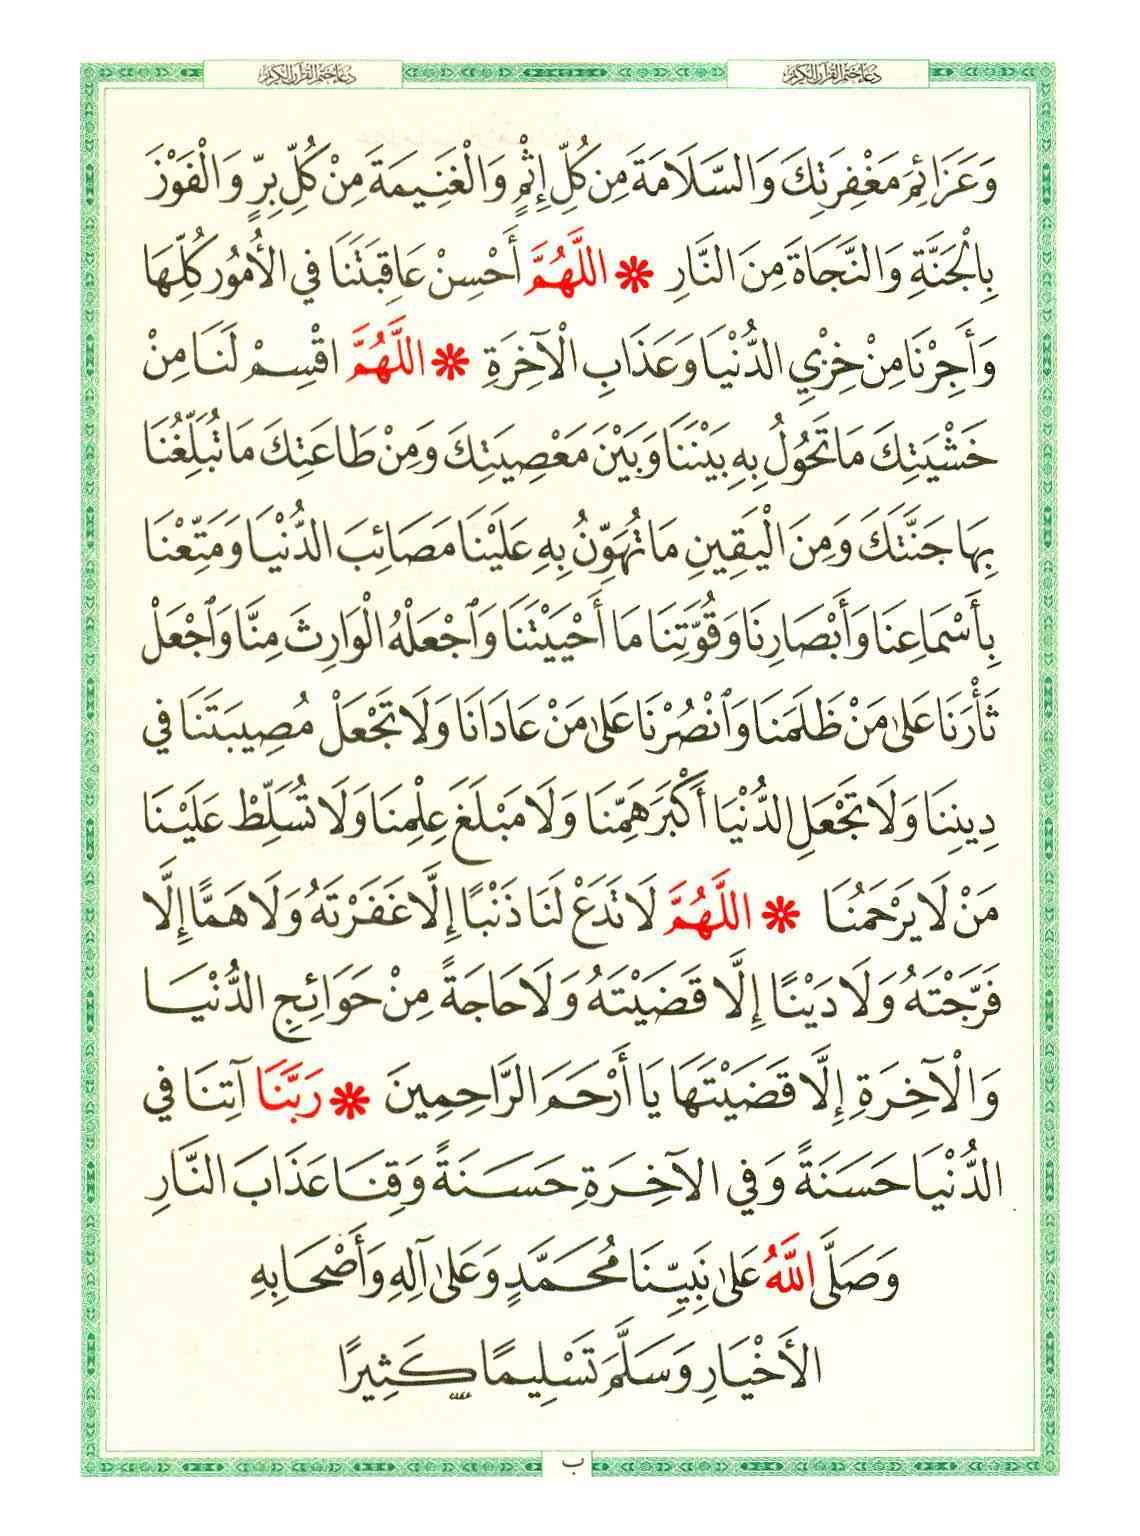 دعاء ختم القرآن الكريم
دعاء ختم القرآن الكريم
وَعَزَائِمَ مَغْفِرَتِكَ وَالسَّلَامَةَ مِن كُلِّ إِثْمٍ وَالْغَنِيمَةَ مِنْ كُلِّ بِرٍّ وَالْفَوْزَ
بِالْجَنَّةِ وَالنَّجَاةَ مِنَ النَّارِ * اللَّهُمَّ أَحْسِنْ عَاقِبَتَنَا فِي الْأُمُورِ كُلِّهَا
وَأَجِرْنَا مِنْ خِزْيِ الدُّنْيَا وَعَذَابِ الْآخِرَةِ * اللَّهُمَّ اقْسِمْ لَنَا مِنْ
خَشْيَتِكَ مَا تَحُولُ بِهِ بَيْنَنَا وَبَيْنَ مَعْصِيَتِكَ وَمِنْ طَاعَتِكَ مَا تُبَلِّغُنَا
بِهَا جَنَّتَكَ وَمِنَ الْيَقِينِ مَا تُهَوِّنُ بِهِ عَلَيْنَا مَصَائِبَ الدُّنْيَا وَمَتِّعْنَا
بِأَسْمَاعِنَا وَأَبْصَارِنَا وَقُوَّتِنَا مَا أَحْيَيْتَنَا وَاجْعَلْهُ الْوَارِثَ مِنَّا وَاجْعَلْ
ثَأْرَنَا عَلَىٰ مَنْ ظَلَمَنَا وَانْصُرْنَا عَلَىٰ مَنْ عَادَانَا وَلَا تَجْعَلْ مُصِيبَتَنَا فِي
دِينِنَا وَلَا تَجْعَلِ الدُّنْيَا أَكْبَرَ هَمِّنَا وَلَا مَبْلَغَ عِلْمِنَا وَلَا تُسَلِّطْ عَلَيْنَا
مَنْ لَا يَرْحَمُنَا * اللَّهُمَّ لَا تَدَعْ لَنَا ذَنْبًا إِلَّا غَفَرْتَهُ وَلَا هَمًّا إِلَّا
فَرَّجْتَهُ وَلَا دَيْنًا إِلَّا قَضَيْتَهُ وَلَا حَاجَةً مِنْ حَوَائِجِ الدُّنْيَا
وَالْآخِرَةِ إِلَّا قَضَيْتَهَا يَا أَرْحَمَ الرَّاحِمِينَ * رَبَّنَا آتِنَا فِي
الدُّنْيَا حَسَنَةً وَفِي الآخِرَةِ حَسَنَةً وَقِنَا عَذَابَ النَّارِ
وَصَلَّى اللَّهُ عَلَىٰ نَبِيِّنَا مُحَمَّدٍ وَعَلَىٰ آلِهِ وَأَصْحَابِهِ
الأَخْيَارِ وَسَلَّمَ تَسْلِيمًا كَثِيرًا
ب